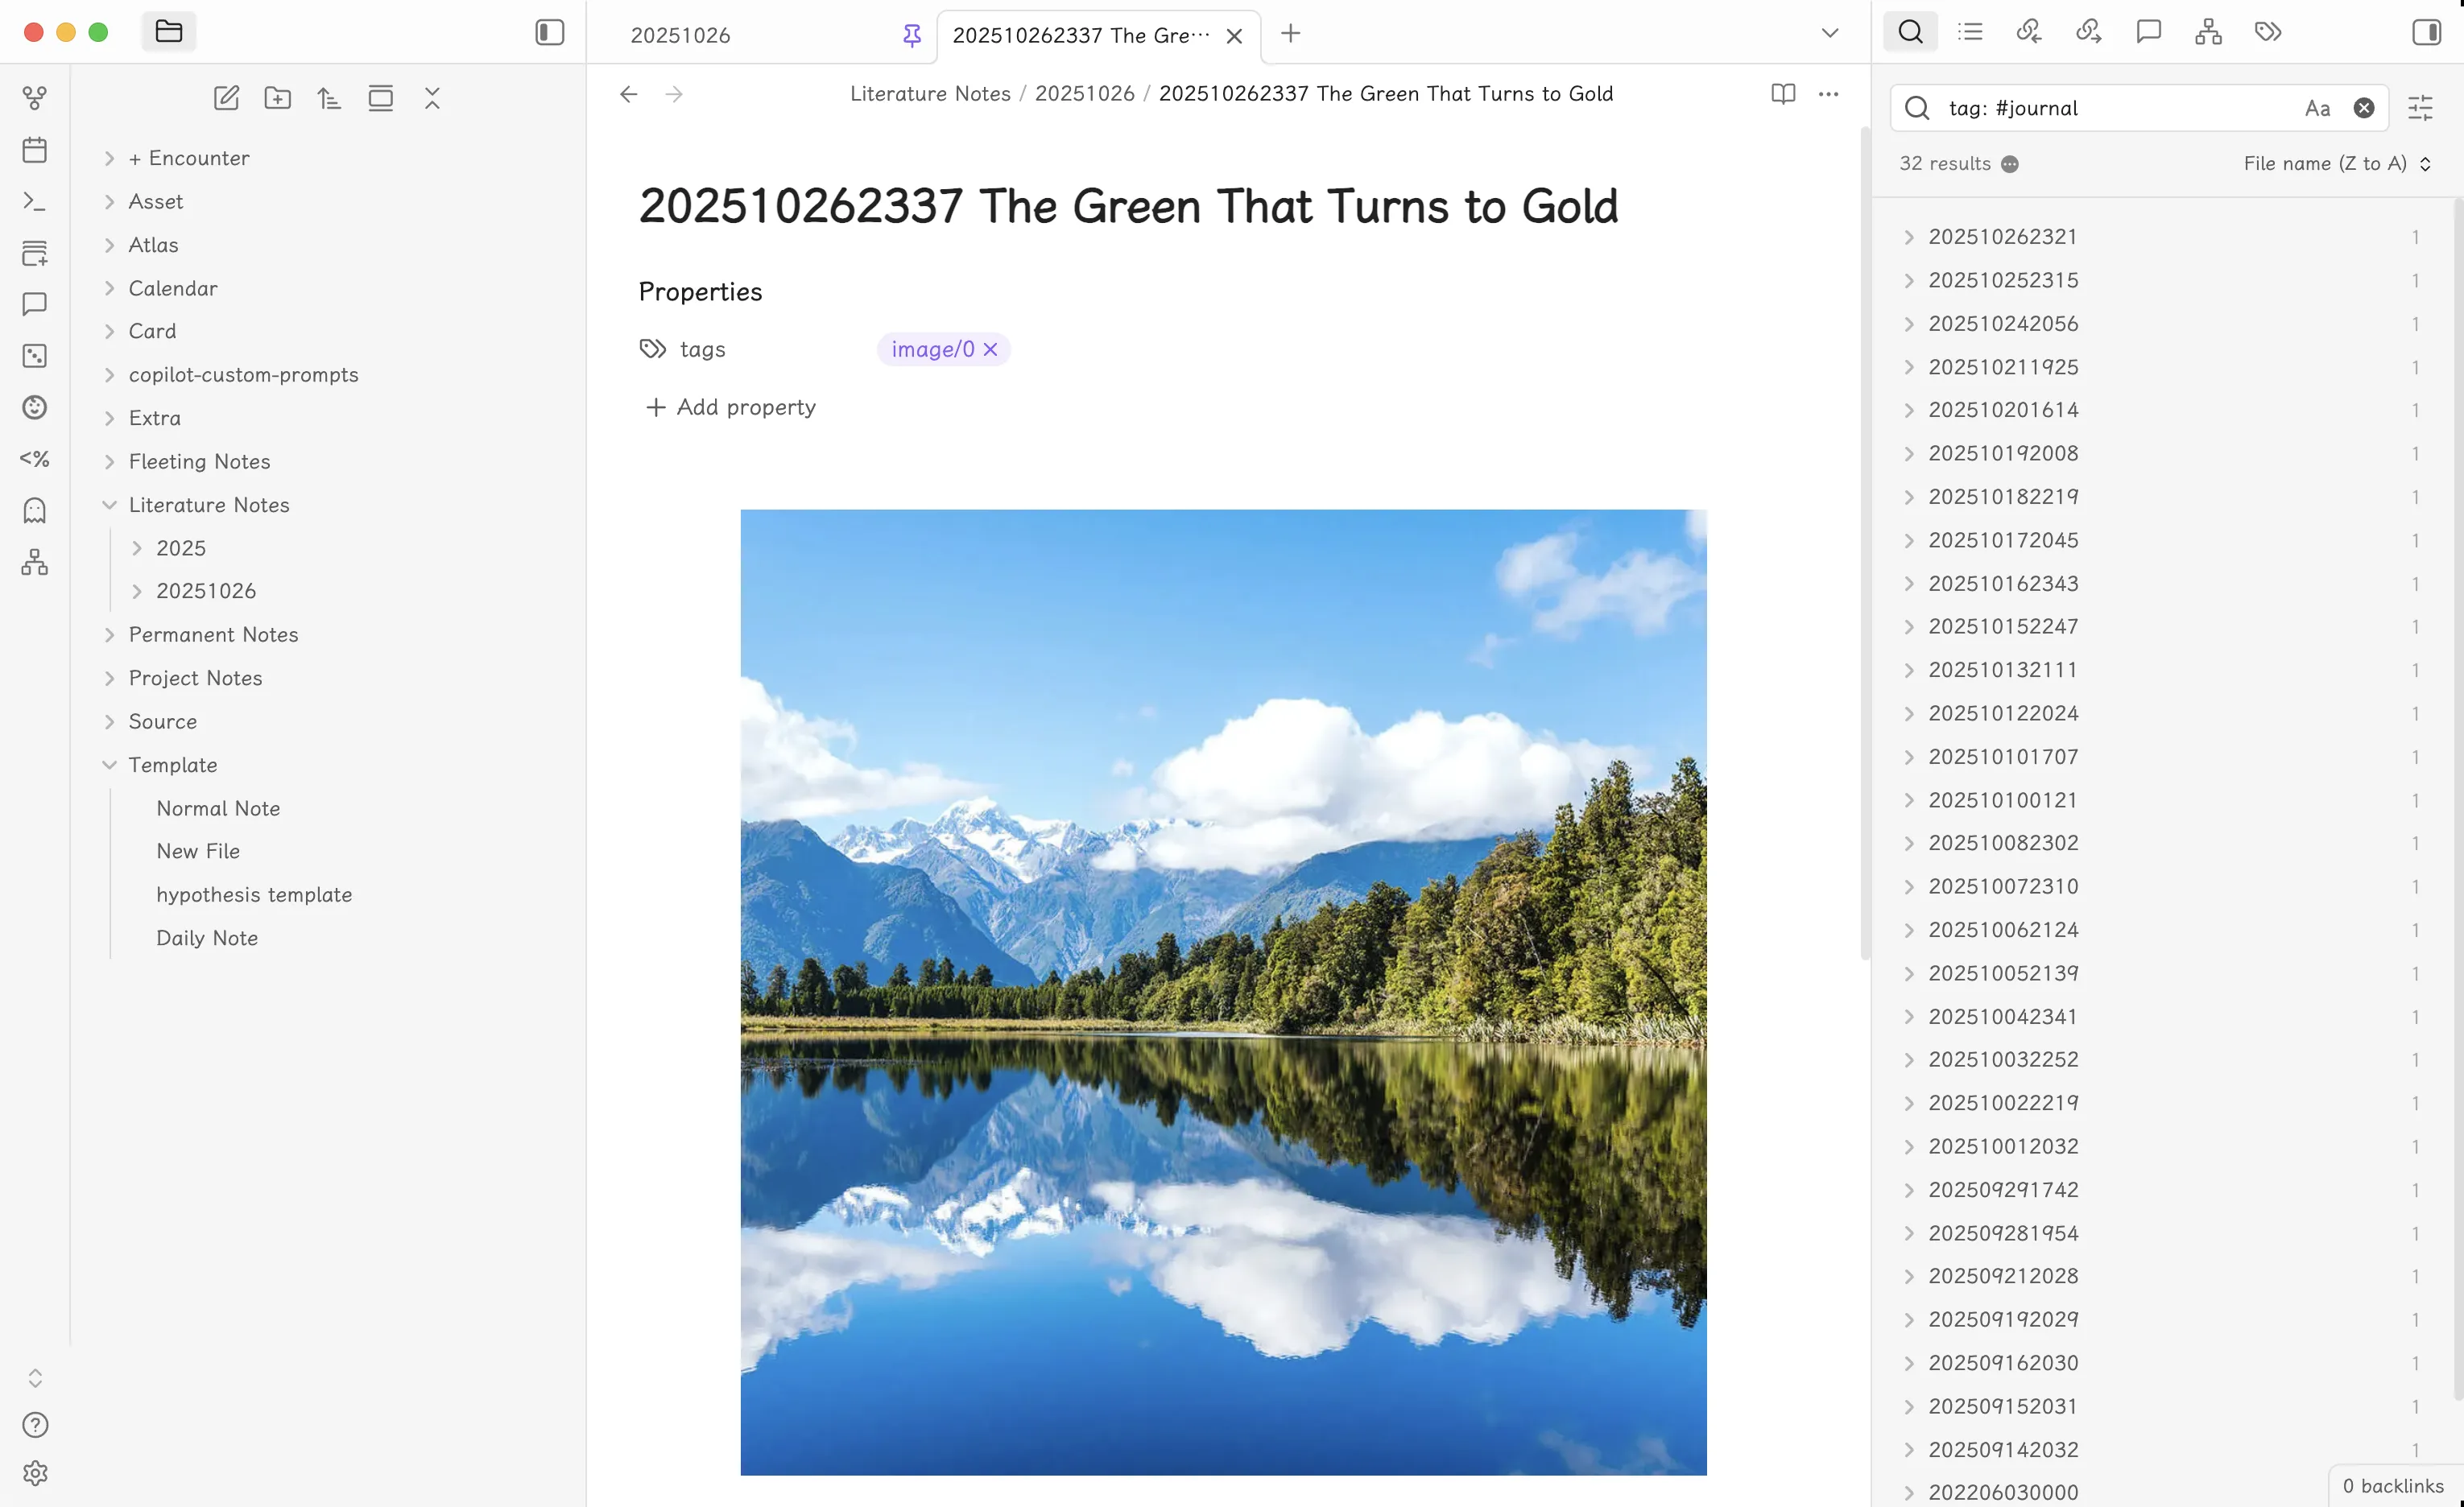 20251026
202510262337 The Gre···
Literature Notes / 20251026 / 202510262337 The Green That Turns to Gold
<%
+ Encounter
Asset
Atlas
Calendar
Card
copilot-custom-prompts
Extra
Fleeting Notes
Literature Notes
2025
20251026
Permanent Notes
Project Notes
Source
Template
Normal Note
New File
hypothesis template
Daily Note
202510262337 The Green That Turns to Gold
Properties
tags image/0
Add property
tag: #journal Aa
32 results File name (Z to A)
202510262321 1
202510252315 1
202510242056 1
202510211925 1
202510201614 1
202510192008 1
202510182219 1
202510172045 1
202510162343 1
202510152247 1
202510132111 1
202510122024 1
202510101707 1
202510100121 1
202510082302 1
202510072310 1
202510062124 1
202510052139 1
202510042341 1
202510032252 1
202510022219 1
202510012032 1
202509291742 1
202509281954 1
202509212028 1
202509192029 1
202509162030 1
202509152031 1
202509142032 1
202206030000
0 backlinks